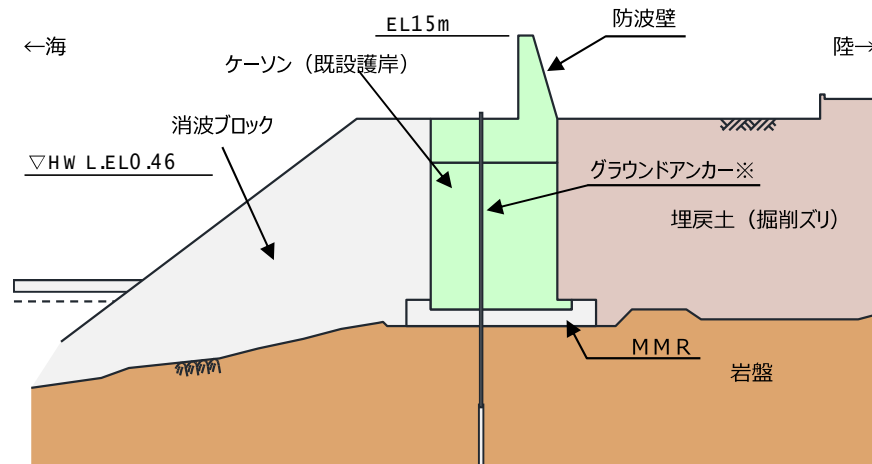 EL15m
防波壁
←海
陸→
ケーソン（既設護岸）
消波ブロック
▽HWL.EL0.46
グラウンドアンカー※
埋戻土（掘削ズリ）
MMR
岩盤